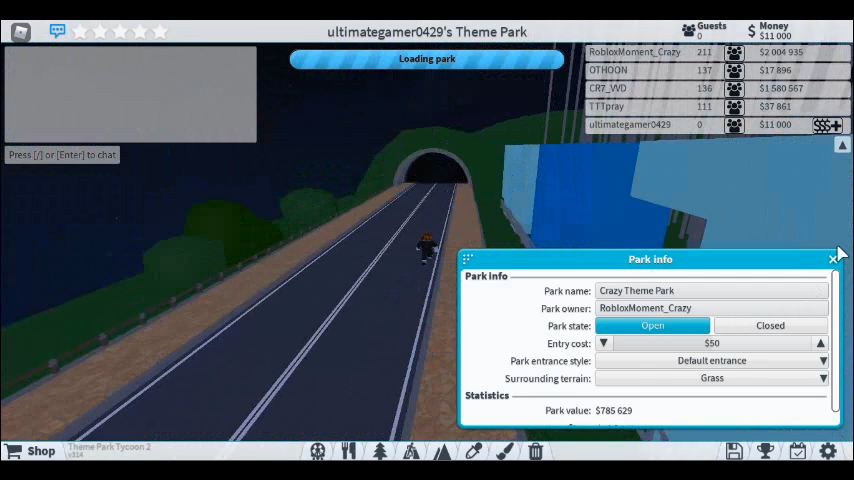 ultimategamer0429's Theme Park
Guests
0
Money
$11 000
Loading park
RobloxMoment_Crazy 211 $2 004 935
OTHOON 137 $17 896
CR7_VVD 136 $1 580 567
TTTpray 111 $37 861
ultimategamer0429 0 $11 000 $$$+
Press [/] or [Enter] to chat
Park info
Park info
Park name: Crazy Theme Park
Park owner: RobloxMoment_Crazy
Park state: Open Closed
Entry cost: $50
Park entrance style: Default entrance
Surrounding terrain: Grass
Statistics
Park value: $785 629
Shop
Theme Park Tycoon 2
v314